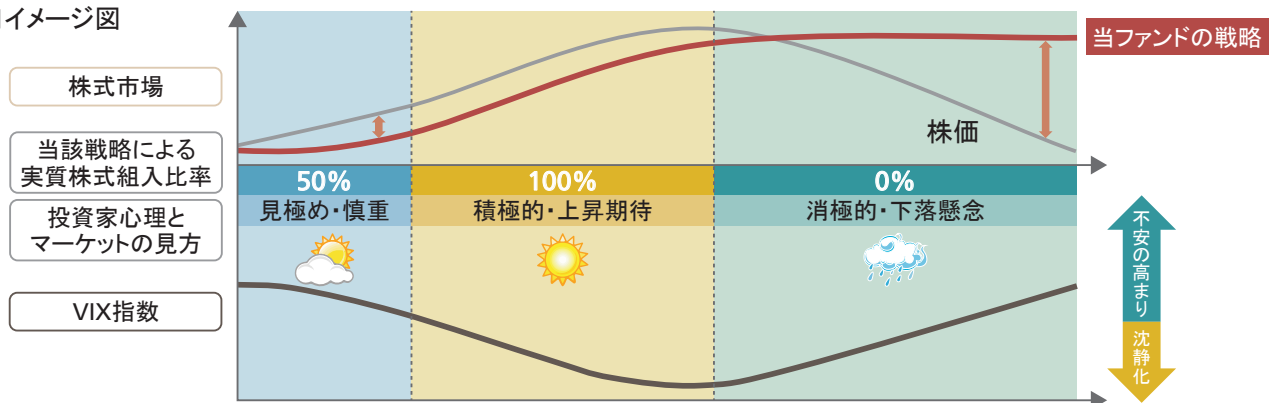 イメージ図
当ファンドの戦略
株式市場
株価
当該戦略による
実質株式組入比率
50%
100%
0%
投資家心理と
マーケットの見方
見極め・慎重
積極的・上昇期待
消極的・下落懸念
不安の高まり
VIX指数
沈静化